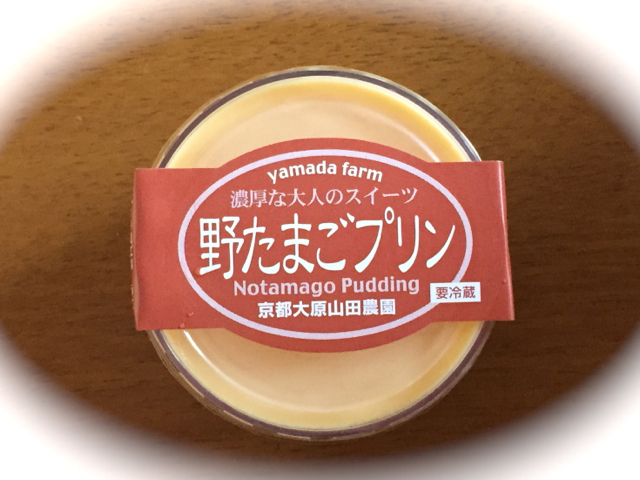 yamada farm
濃厚な大人のスイーツ
野たまごプリン
Notamago Pudding
要冷蔵
京都大原山田農園